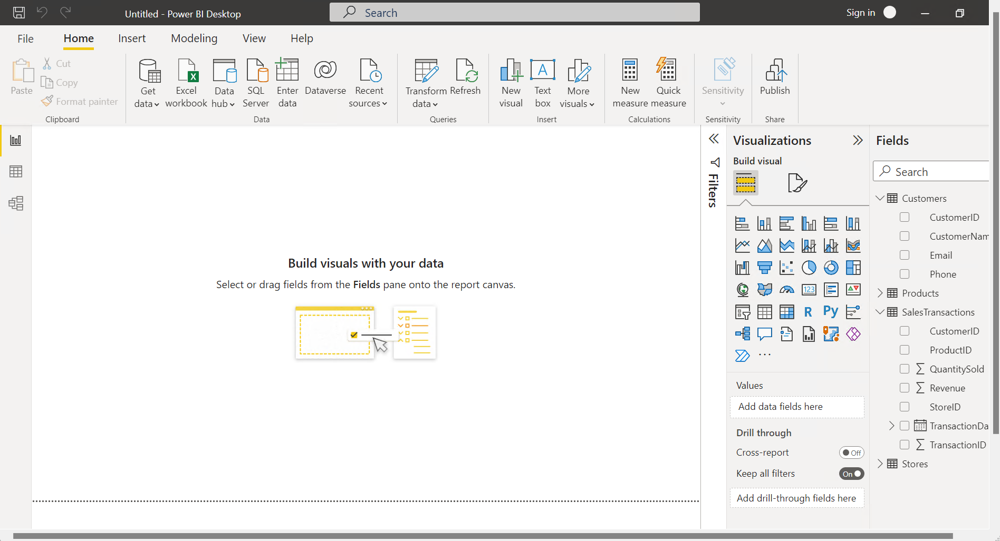 Untitled - Power BI Desktop
Search
Sign in
File
Home
Insert
Modeling
View
Help
Paste
Cut
Copy
Format painter
Clipboard
Get
data
Excel
workbook
Data
hub
SQL
Server
Enter
data
Dataverse
Recent
sources
Data
Transform
data
Refresh
Queries
New
visual
Text
box
More
visuals
Insert
New
measure
Quick
measure
Calculations
Sensitivity
Sensitivity
Publish
Share
Build visuals with your data
Select or drag fields from the Fields pane onto the report canvas.
Filters
Visualizations
Build visual
123
R
Py
Values
Add data fields here
Drill through
Cross-report
Off
Keep all filters
On
Add drill-through fields here
Fields
Search
Customers
CustomerID
CustomerNam
Email
Phone
Products
SalesTransactions
CustomerID
ProductID
QuantitySold
Revenue
StoreID
TransactionDa
TransactionID
Stores